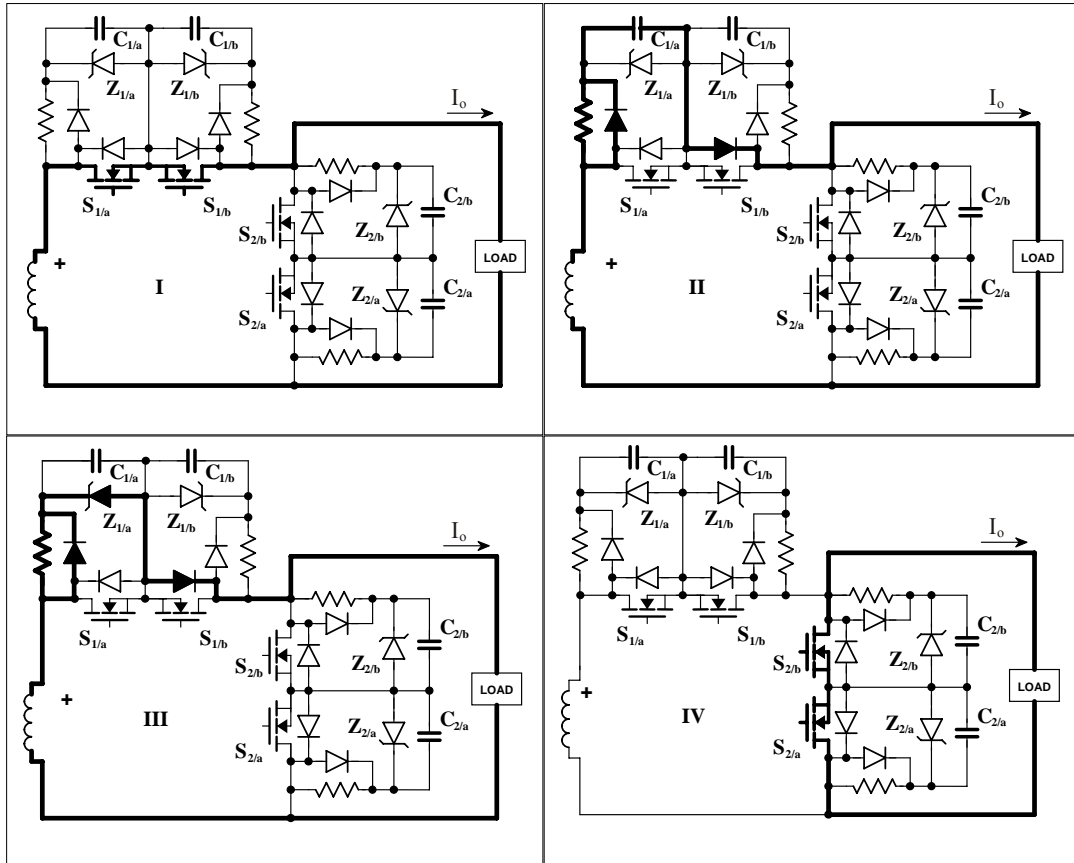 C1/a C1/b
Z1/a Z1/b
Io
S1/a S1/b
C2/b
S2/b Z2/b
LOAD
+
I
Z2/a C2/a
S2/a
C1/a C1/b
Z1/a Z1/b
Io
S1/a S1/b
C2/b
S2/b Z2/b
LOAD
+
II
Z2/a C2/a
S2/a
C1/a C1/b
Z1/a Z1/b
Io
S1/a S1/b
C2/b
S2/b Z2/b
LOAD
+
III
Z2/a C2/a
S2/a
C1/a C1/b
Z1/a Z1/b
Io
S1/a S1/b
C2/b
S2/b Z2/b
LOAD
+
IV
Z2/a C2/a
S2/a